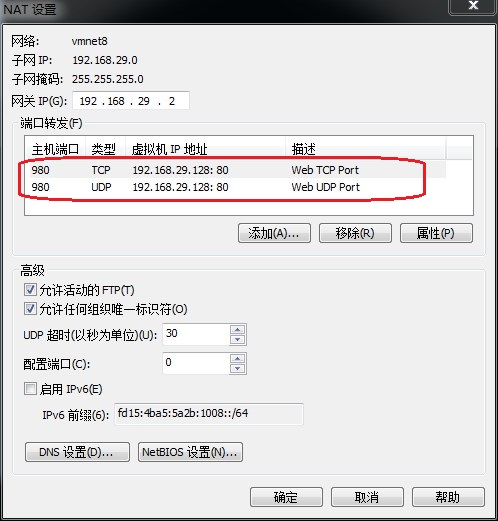 NAT 设置
网络: vmnet8
子网 IP: 192.168.29.0
子网掩码: 255.255.255.0
网关 IP(G): 192 . 168 . 29 . 2
端口转发(F)
主机端口 类型 虚拟机 IP 地址 描述
980 TCP 192.168.29.128: 80 Web TCP Port
980 UDP 192.168.29.128: 80 Web UDP Port
添加(A)... 移除(R) 属性(P)
高级
允许活动的 FTP(T)
允许任何组织唯一标识符(O)
UDP 超时(以秒为单位)(U): 30
配置端口(C): 0
启用 IPv6(E)
IPv6 前缀(6): fd15:4ba5:5a2b:1008::/64
DNS 设置(D)... NetBIOS 设置(N)...
确定 取消 帮助